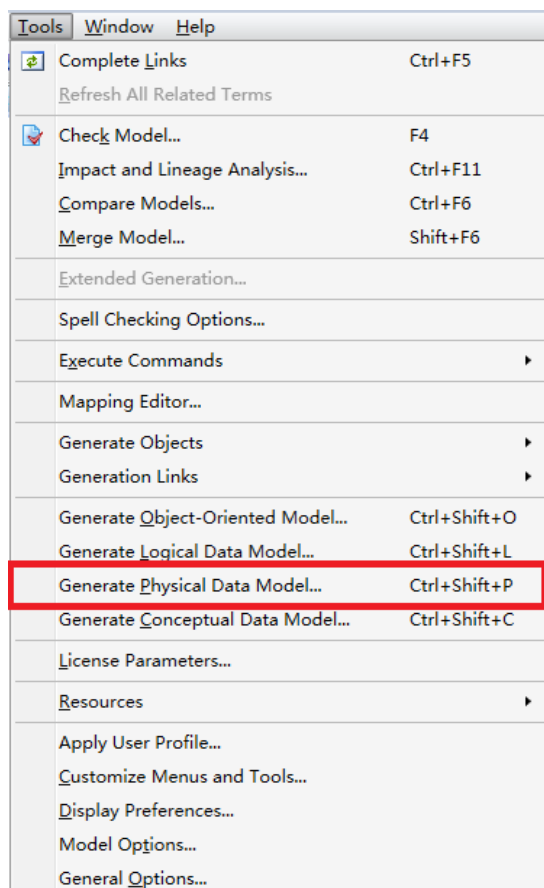 Tools Window Help
Complete Links Ctrl+F5
Refresh All Related Terms
Check Model... F4
Impact and Lineage Analysis... Ctrl+F11
Compare Models... Ctrl+F6
Merge Model... Shift+F6
Extended Generation...
Spell Checking Options...
Execute Commands
Mapping Editor...
Generate Objects
Generation Links
Generate Object-Oriented Model... Ctrl+Shift+O
Generate Logical Data Model... Ctrl+Shift+L
Generate Physical Data Model... Ctrl+Shift+P
Generate Conceptual Data Model... Ctrl+Shift+C
License Parameters...
Resources
Apply User Profile...
Customize Menus and Tools...
Display Preferences...
Model Options...
General Options...